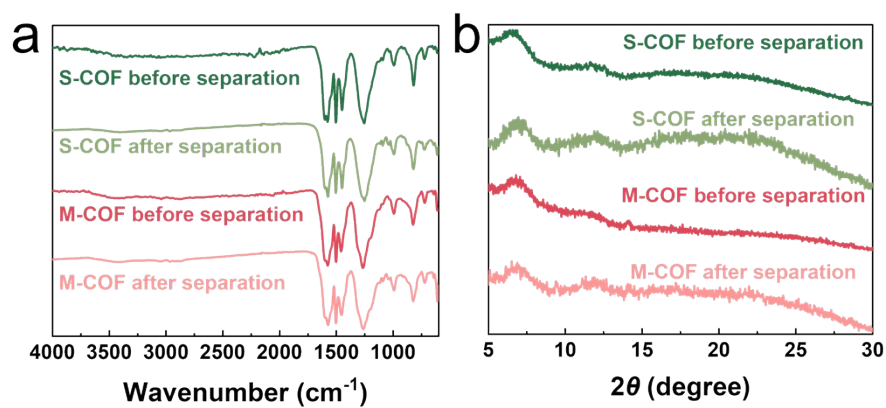 a
S-COF before separation
S-COF after separation
M-COF before separation
M-COF after separation
4000 3500 3000 2500 2000 1500 1000
Wavenumber (cm⁻¹)
b
S-COF before separation
S-COF after separation
M-COF before separation
M-COF after separation
5 10 15 20 25 30
2θ (degree)